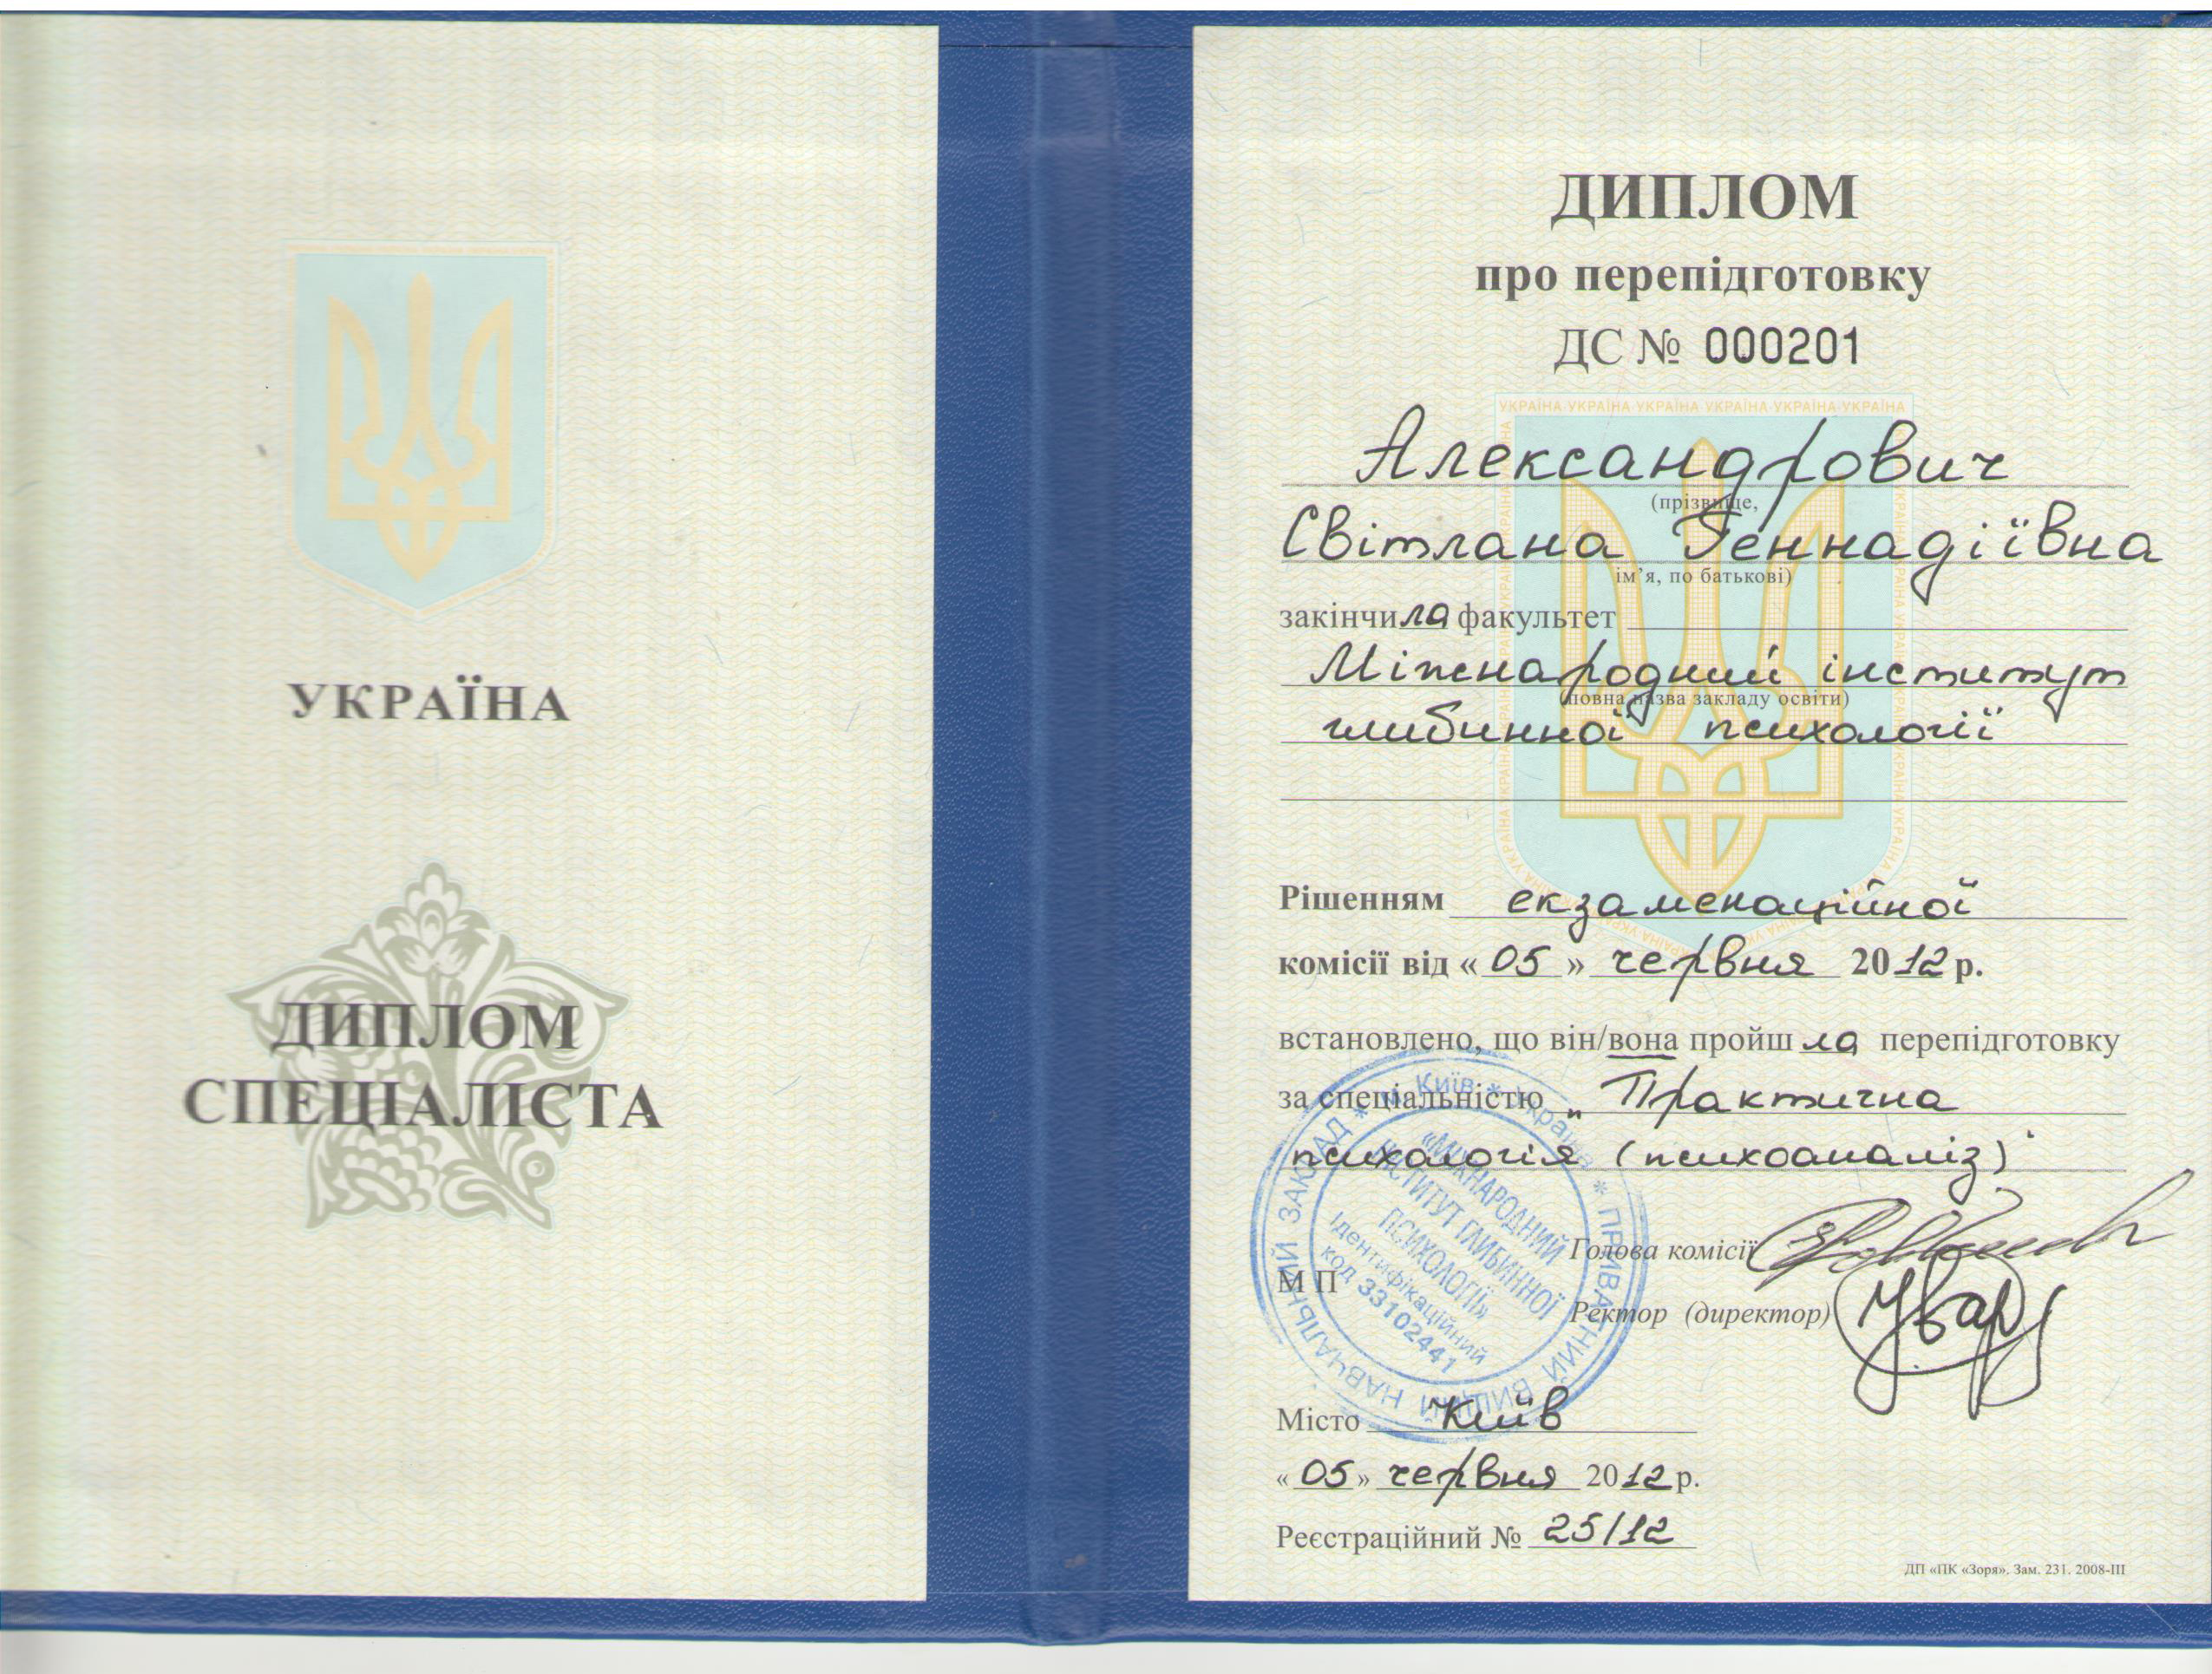 УКРАЇНА
ДИПЛОМ
СПЕЦІАЛІСТА
ДИПЛОМ
про перепідготовку
ДС № 000201
УКРАЇНА УКРАЇНА УКРАЇНА УКРАЇНА УКРАЇНА УКРАЇНА
Александрович
(прізвище,
Світлана Геннадіївна
ім’я, по батькові)
закінчила факультет
Міжнародний інститут
(повна назва закладу освіти)
глибинної психології
Рішенням екзаменаційної
комісії від «05» червня 2012 р.
встановлено, що він/вона пройшла перепідготовку
за спеціальністю „Практична
психологія (психоаналіз)"
Голова комісії
М П
Ректор (директор)
* м. Київ * Україна * ПРИВАТНИЙ ВИЩИЙ НАВЧАЛЬНИЙ ЗАКЛАД
«МІЖНАРОДНИЙ
ІНСТИТУТ ГЛИБИННОЇ
ПСИХОЛОГІЇ»
Ідентифікаційний
код 33102441
Місто Київ
«05» червня 2012 р.
Реєстраційний № 25/12
ДП «ПК «Зоря». Зам. 231. 2008-III